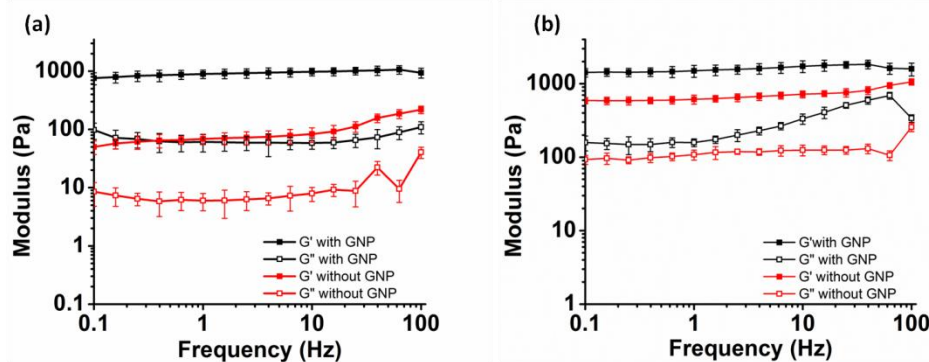 (a)
Modulus (Pa)
1000
100
10
1
0.1
G' with GNP
G" with GNP
G' without GNP
G" without GNP
0.1
1
10
100
Frequency (Hz)
(b)
Modulus (Pa)
1000
100
10
1
G'with GNP
G" with GNP
G' without GNP
G" without GNP
0.1
1
10
100
Frequency (Hz)